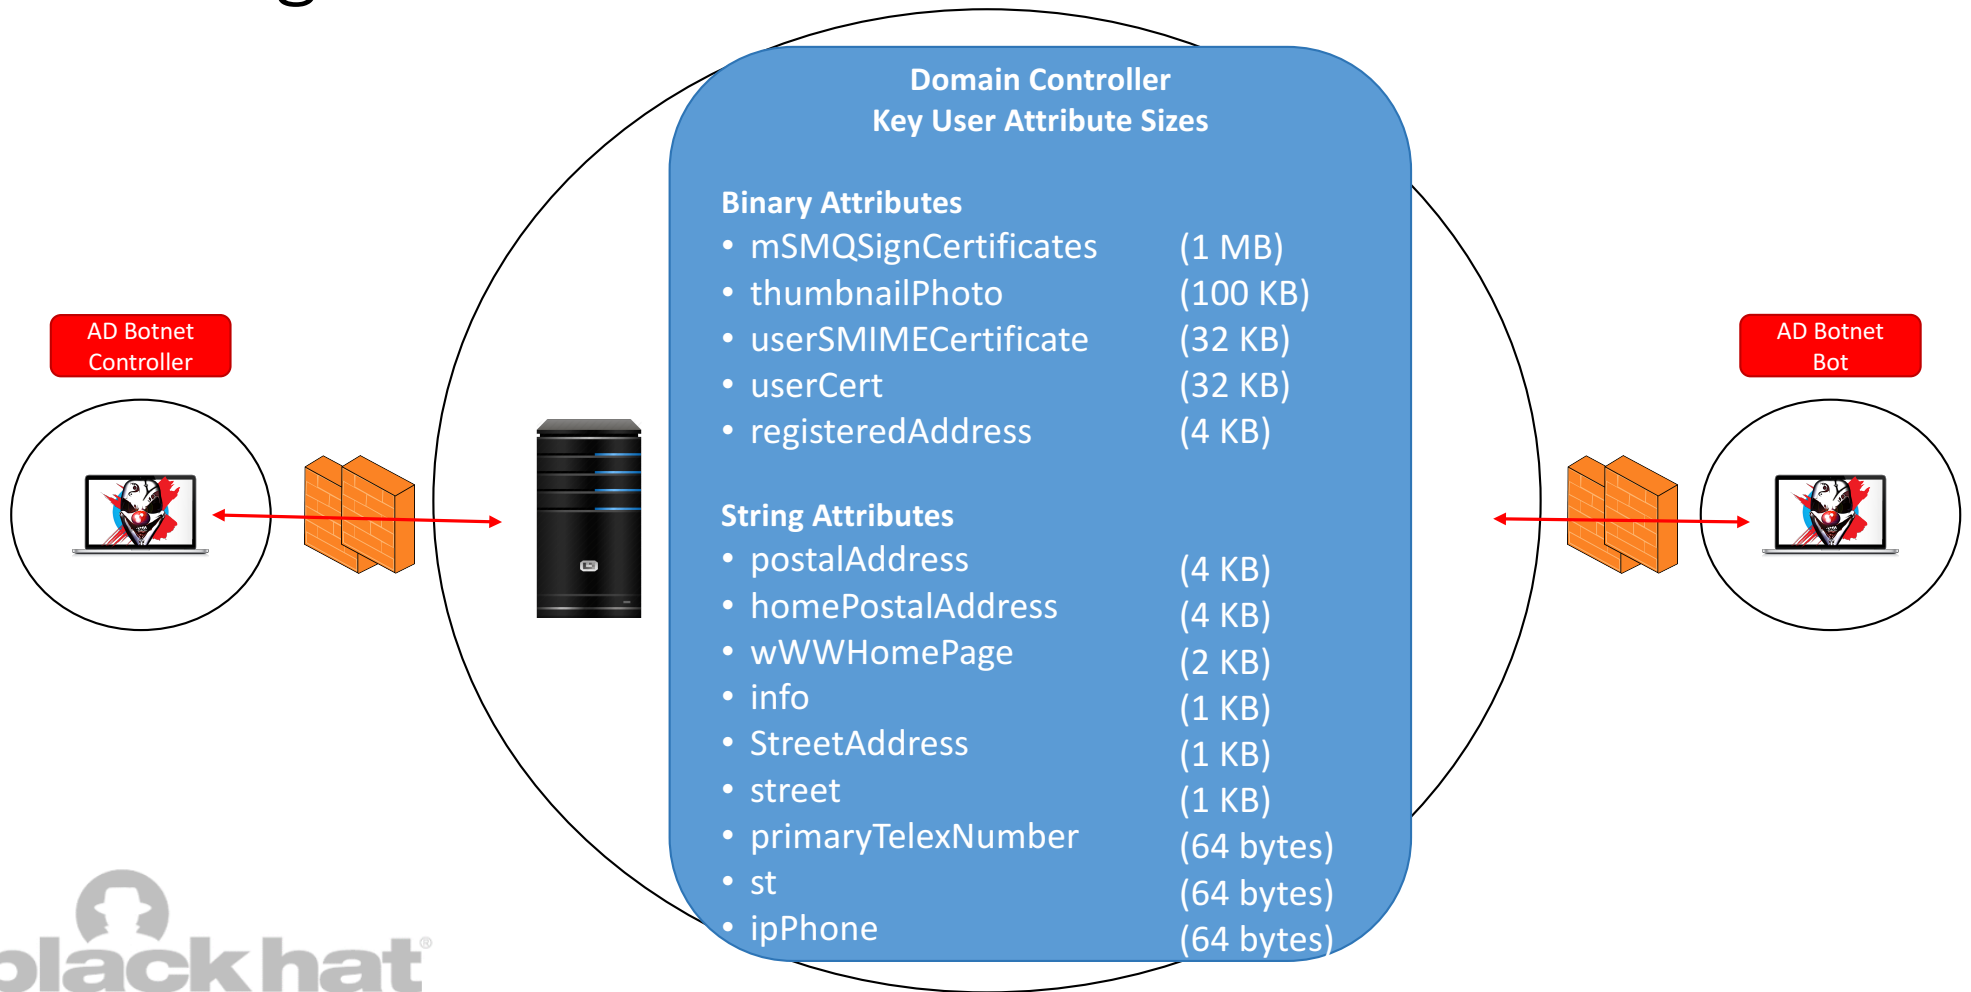 Domain Controller
Key User Attribute Sizes
Binary Attributes
• mSMQSignCertificates (1 MB)
• thumbnailPhoto (100 KB)
• userSMIMECertificate (32 KB)
• userCert (32 KB)
• registeredAddress (4 KB)
String Attributes
• postalAddress (4 KB)
• homePostalAddress (4 KB)
• wWWHomePage (2 KB)
• info (1 KB)
• StreetAddress (1 KB)
• street (1 KB)
• primaryTelexNumber (64 bytes)
• st (64 bytes)
• ipPhone (64 bytes)
AD Botnet
Controller
AD Botnet
Bot
black hat®